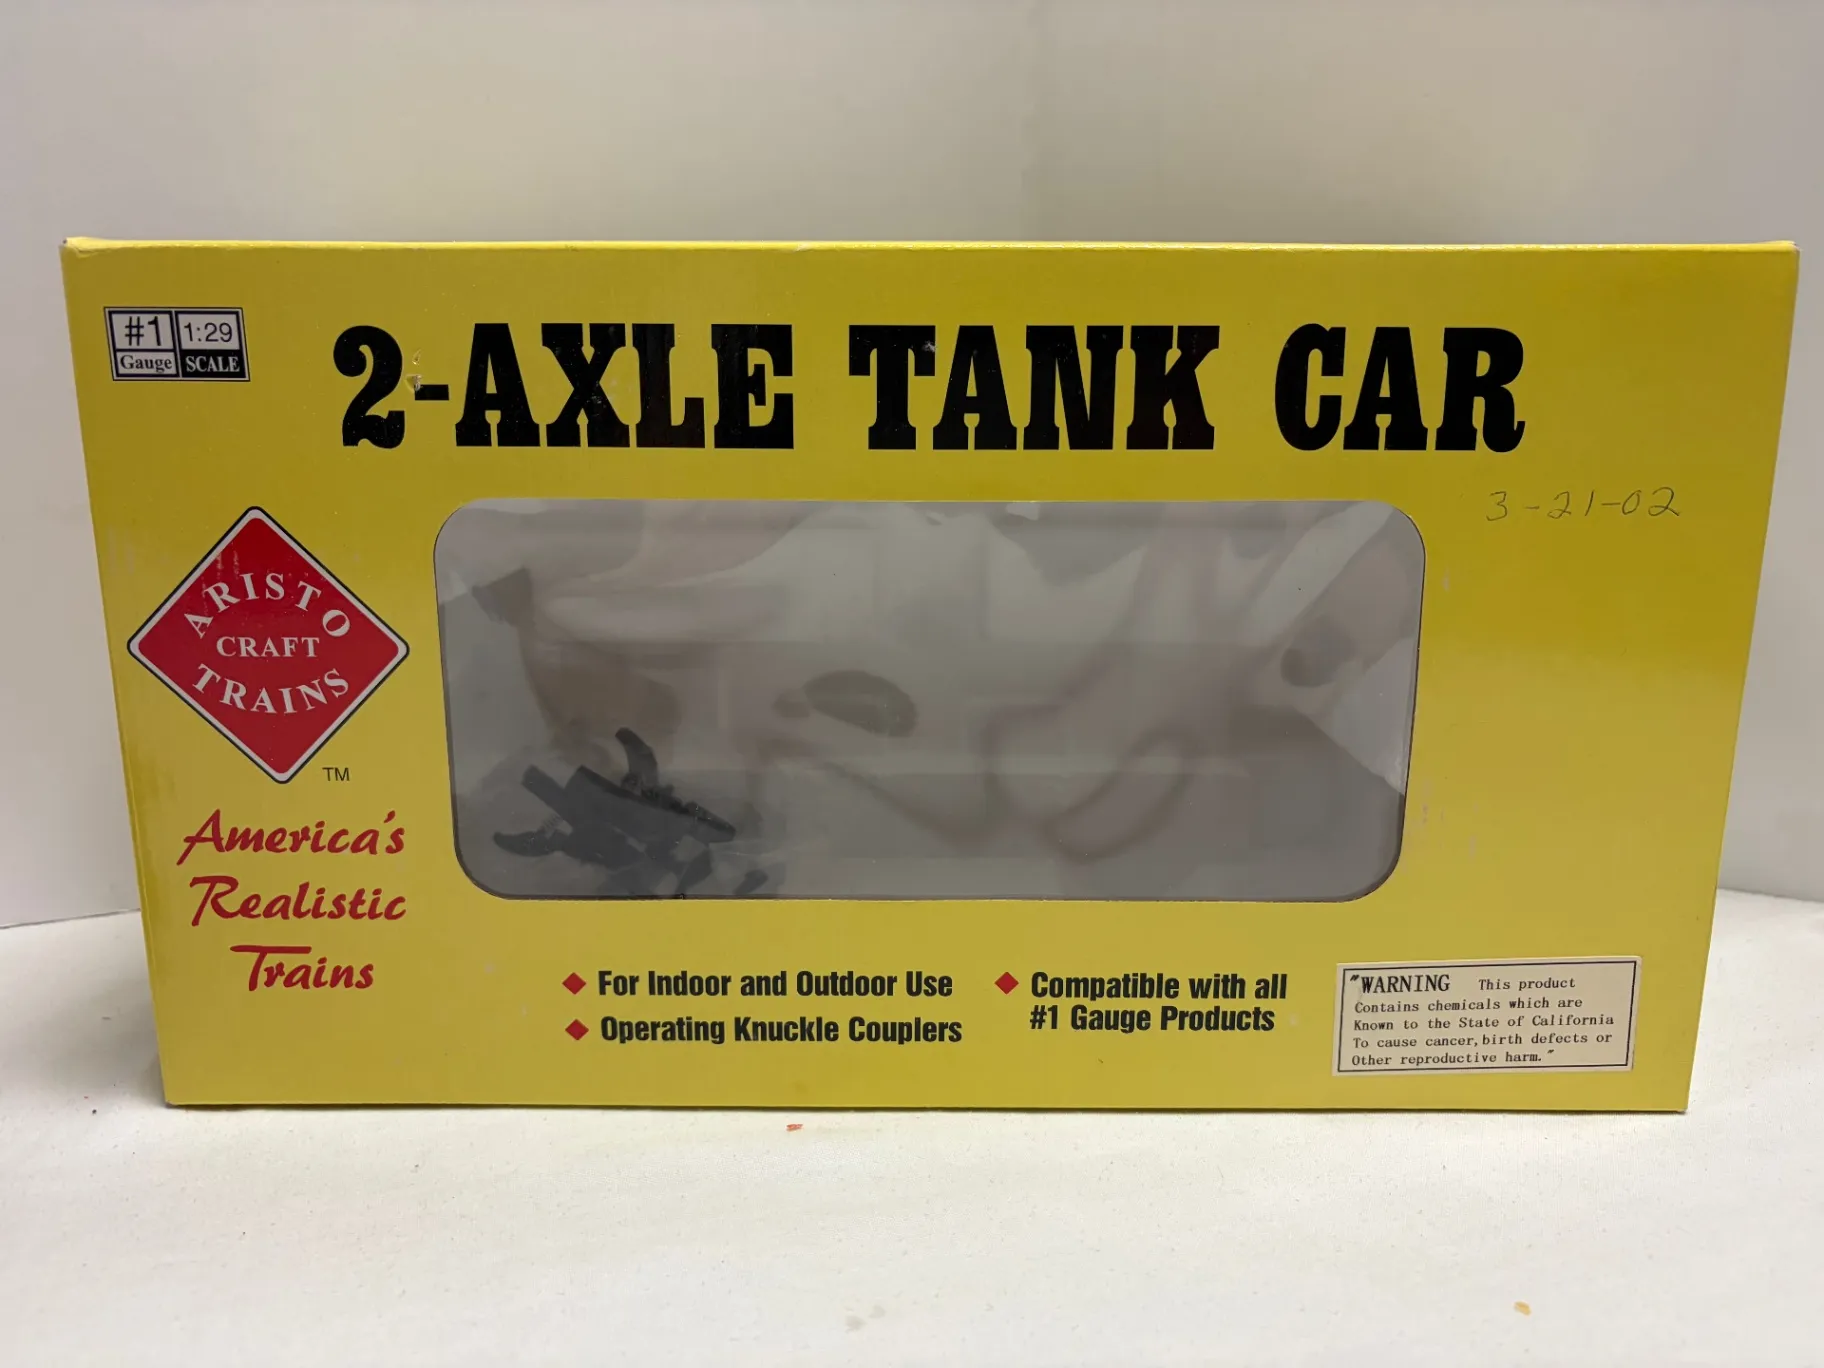 #1 1:29
Gauge SCALE
2-AXLE TANK CAR
3-21-02
ARISTO
CRAFT
TRAINS
TM
America's
Realistic
Trains
For Indoor and Outdoor Use
Operating Knuckle Couplers
Compatible with all
#1 Gauge Products
"WARNING This product
Contains chemicals which are
Known to the State of California
To cause cancer, birth defects or
Other reproductive harm."